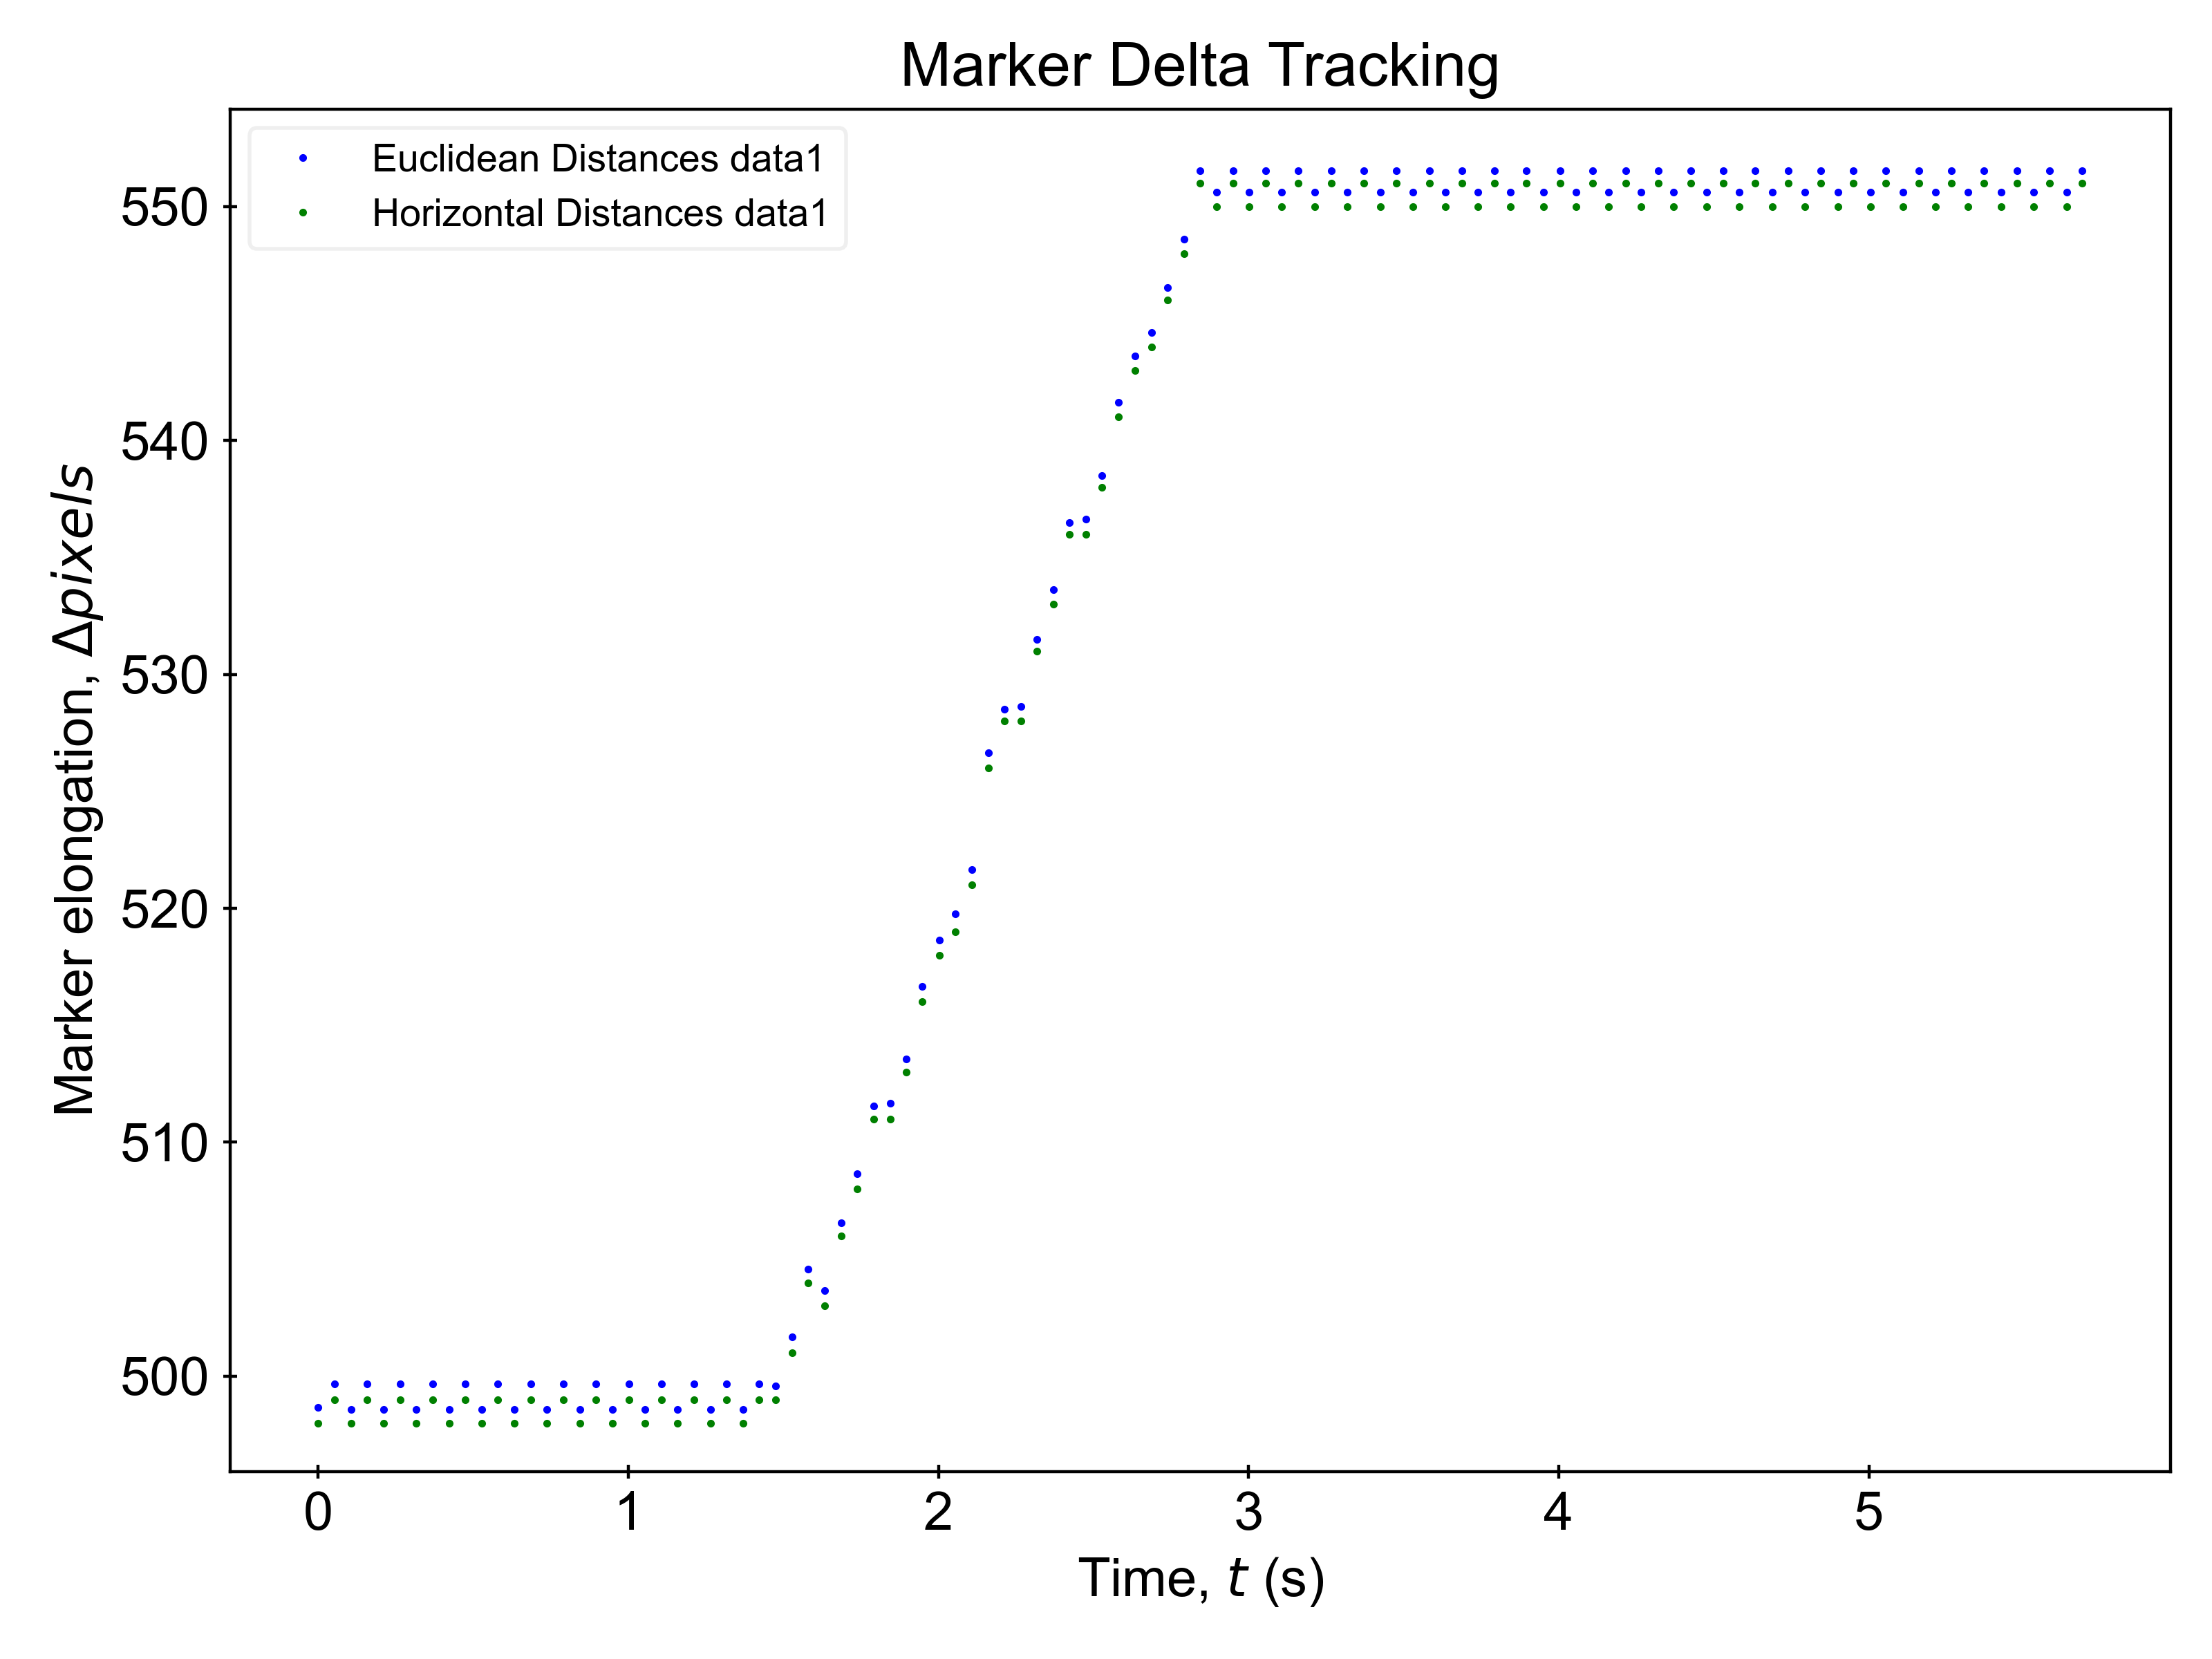 Marker Delta Tracking
Euclidean Distances data1
Horizontal Distances data1
Marker elongation, Δpixels
550
540
530
520
510
500
0 1 2 3 4 5
Time, t (s)